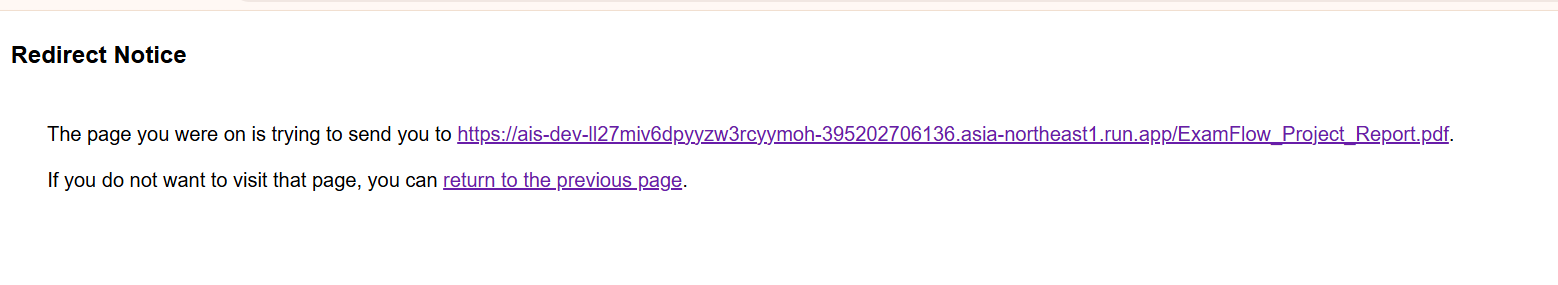 Redirect Notice
The page you were on is trying to send you to https://ais-dev-ll27miv6dpyyzw3rcyymoh-395202706136.asia-northeast1.run.app/ExamFlow_Project_Report.pdf.
If you do not want to visit that page, you can return to the previous page.